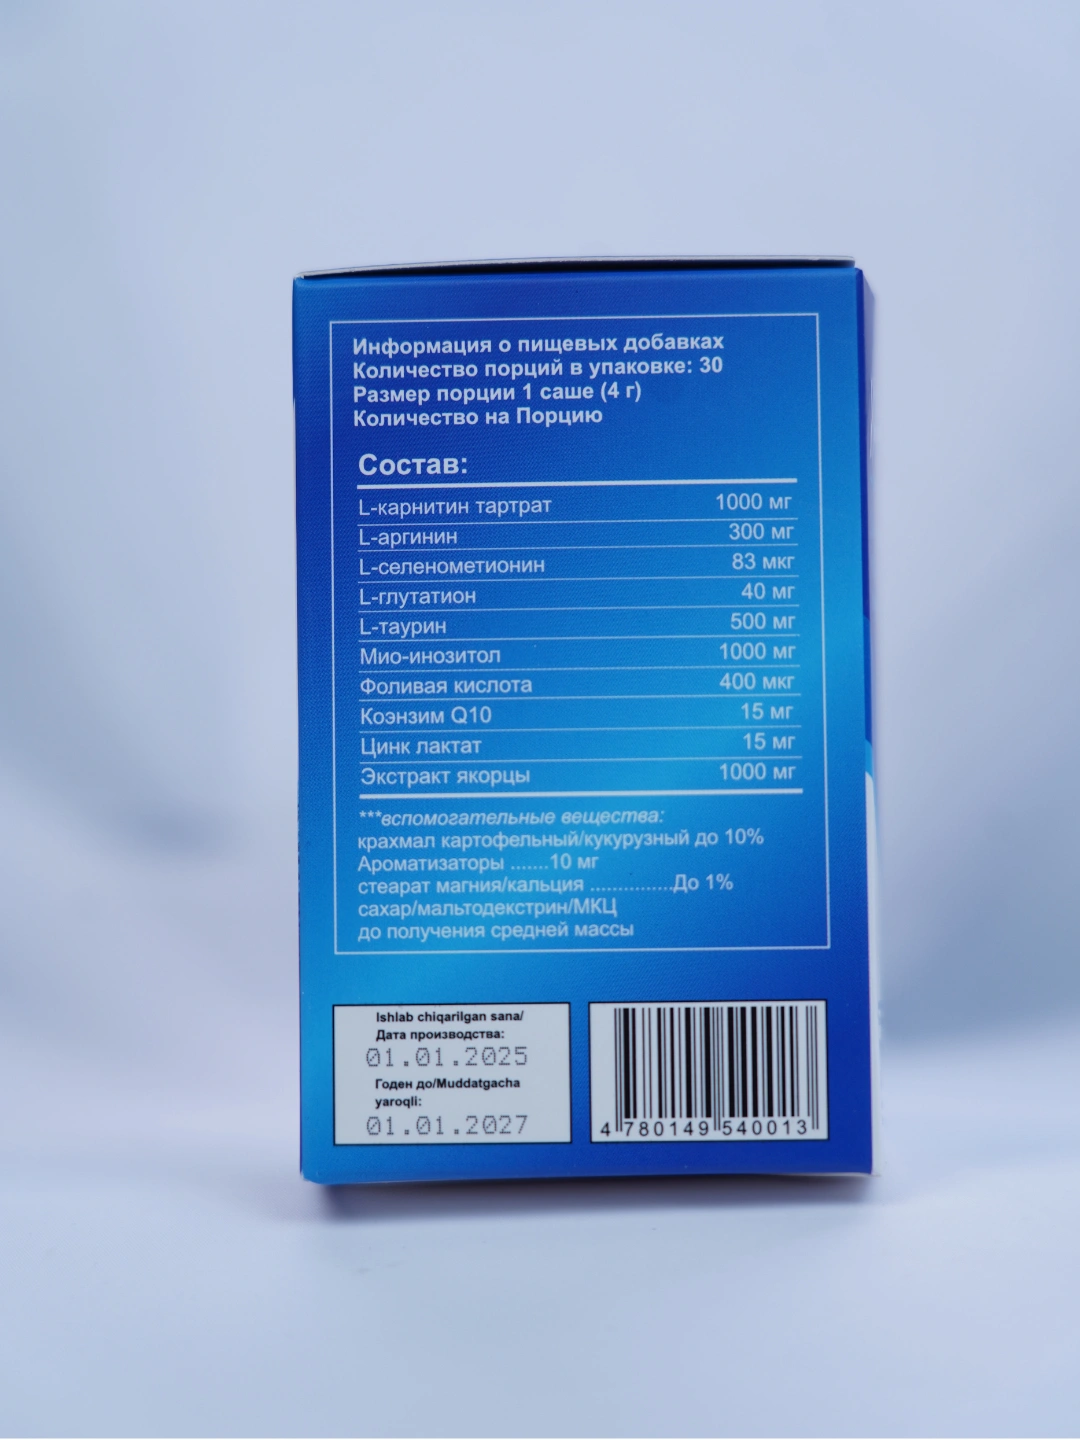 Информация о пищевых добавках
Количество порций в упаковке: 30
Размер порции 1 саше (4 г)
Количество на Порцию
Состав:
L-карнитин тартрат 1000 мг
L-аргинин 300 мг
L-селенометионин 83 мкг
L-глутатион 40 мг
L-таурин 500 мг
Мио-инозитол 1000 мг
Фоливая кислота 400 мкг
Коэнзим Q10 15 мг
Цинк лактат 15 мг
Экстракт якорцы 1000 мг
***вспомогательные вещества:
крахмал картофельный/кукурузный до 10%
Ароматизаторы .......10 мг
стеарат магния/кальция ...............До 1%
сахар/мальтодекстрин/МКЦ
до получения средней массы
Ishlab chiqarilgan sana/
Дата производства:
01.01.2025
Годен до/Muddatgacha
yaroqli:
01.01.2027
4 780149 540013